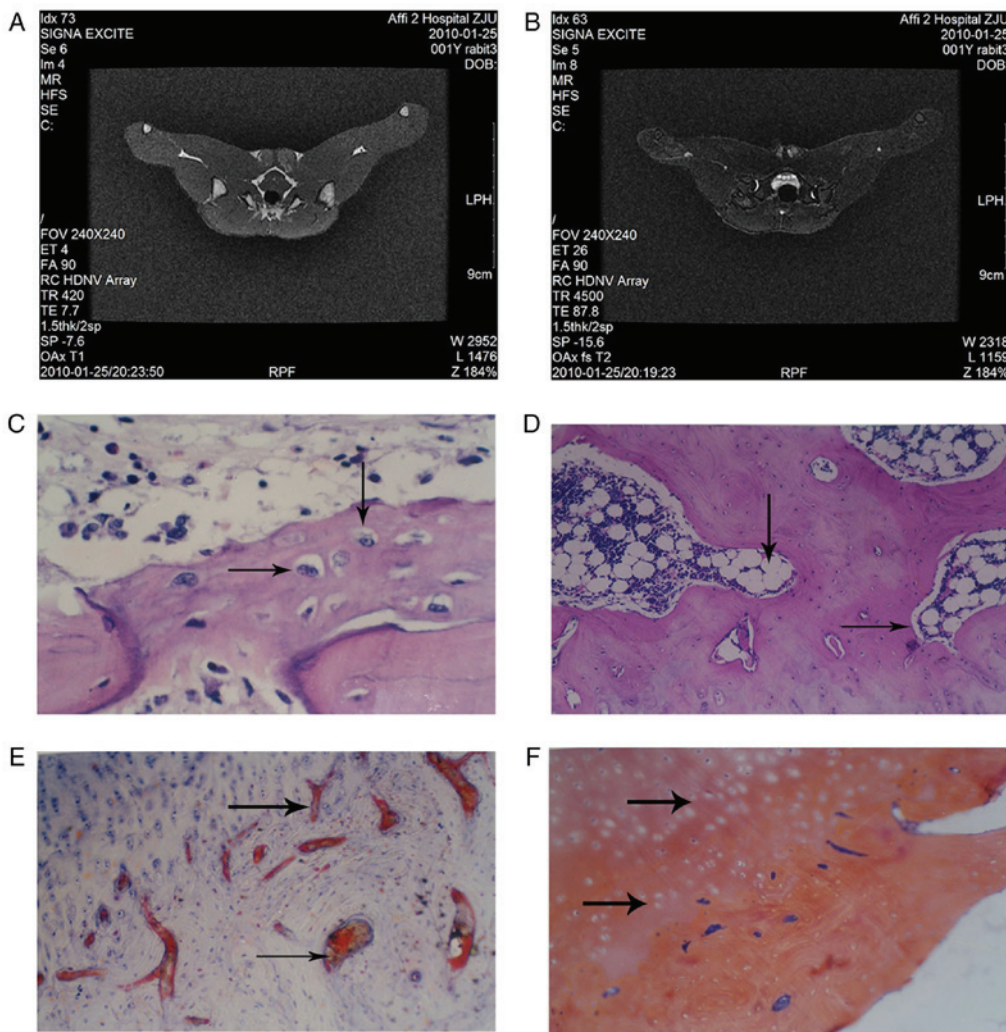 A
Idx 73
SIGNA EXCITE
Se 6
Im 4
MR
HFS
SE
C:
Affi 2 Hospital ZJU
2010-01-25
001Y rabit3
DOB:
LPH
9cm
/
FOV 240X240
ET 4
FA 90
RC HDNV Array
TR 420
TE 7.7
1.5thk/2sp
SP -7.6
OAx T1
2010-01-25/20:23:50
RPF
W 2952
L 1476
Z 184%
B
Idx 63
SIGNA EXCITE
Se 5
Im 8
MR
HFS
SE
C:
Affi 2 Hospital ZJU
2010-01-25
001Y rabit3
DOB:
LPH
9cm
/
FOV 240X240
ET 26
FA 90
RC HDNV Array
TR 4500
TE 87.8
1.5thk/2sp
SP -15.6
OAx fs T2
2010-01-25/20:19:23
RPF
W 2318
L 1159
Z 184%
C
D
E
F